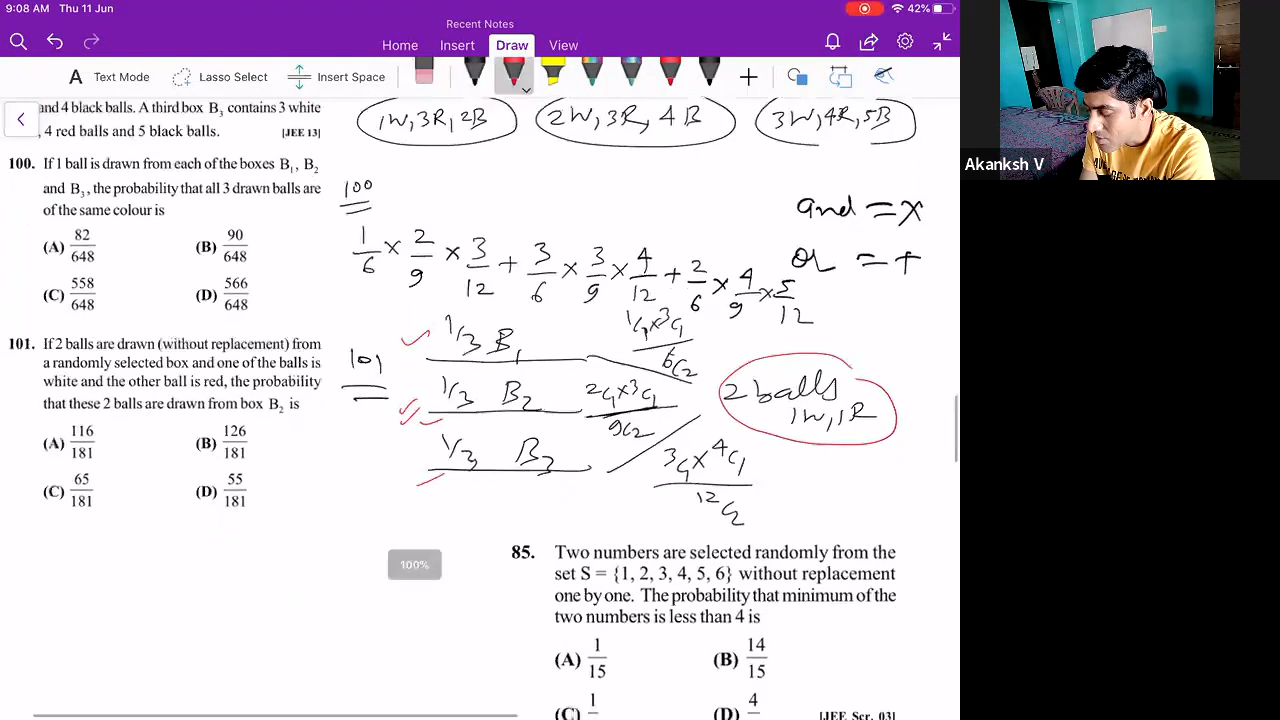 9:08 AM Thu 11 Jun
42%
Recent Notes
Home Insert Draw View
Text Mode
Lasso Select
Insert Space
and 4 black balls. A third box B₃ contains 3 white
, 4 red balls and 5 black balls. [JEE 13]
1W,3R,2B
2W,3R,4B
3W,4R,5B
100. If 1 ball is drawn from each of the boxes B₁, B₂
and B₃, the probability that all 3 drawn balls are
of the same colour is
(A) 82/648 (B) 90/648
(C) 558/648 (D) 566/648
100
and = x
or = +
1/6 × 2/9 × 3/12 + 3/6 × 3/9 × 4/12 + 2/6 × 4/9 × 5/12
101. If 2 balls are drawn (without replacement) from
a randomly selected box and one of the balls is
white and the other ball is red, the probability
that these 2 balls are drawn from box B₂ is
(A) 116/181 (B) 126/181
(C) 65/181 (D) 55/181
101
1/3 B₁
¹C₁×³C₁/⁶C₂
1/3 B₂
²C₁×³C₁/⁹C₂
1/3 B₃
³C₁×⁴C₁/¹²C₂
2 balls
1W,1R
100%
85. Two numbers are selected randomly from the
set S = {1, 2, 3, 4, 5, 6} without replacement
one by one. The probability that minimum of the
two numbers is less than 4 is
(A) 1/15 (B) 14/15
(C) 1 (D) 4
[JEE, Scr. 03]
Akanksh V